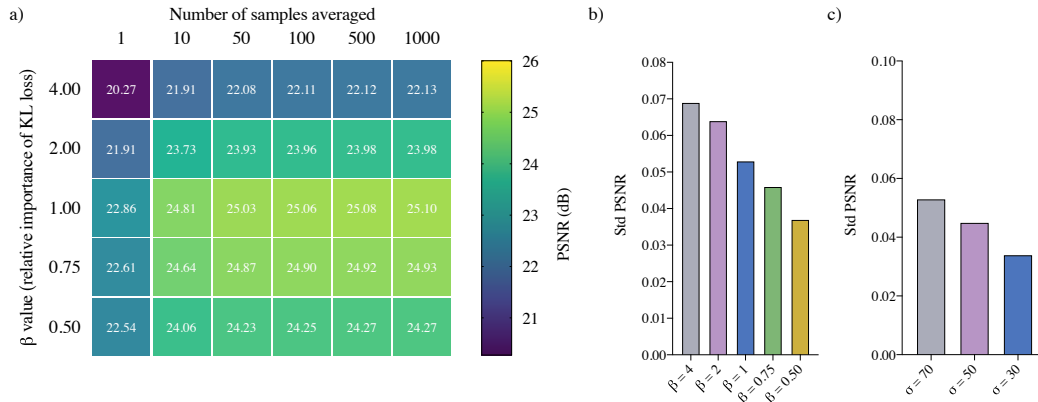 a)
Number of samples averaged
1 10 50 100 500 1000
β value (relative importance of KL loss)
4.00 20.27 21.91 22.08 22.11 22.12 22.13
2.00 21.91 23.73 23.93 23.96 23.98 23.98
1.00 22.86 24.81 25.03 25.06 25.08 25.10
0.75 22.61 24.64 24.87 24.90 24.92 24.93
0.50 22.54 24.06 24.23 24.25 24.27 24.27
26
25
24
23
22
21
PSNR (dB)
b)
Std PSNR
0.08
0.07
0.06
0.05
0.04
0.03
0.02
0.01
0.00
β = 4
β = 2
β = 1
β = 0.75
β = 0.50
c)
Std PSNR
0.10
0.08
0.06
0.04
0.02
0.00
σ = 70
σ = 50
σ = 30